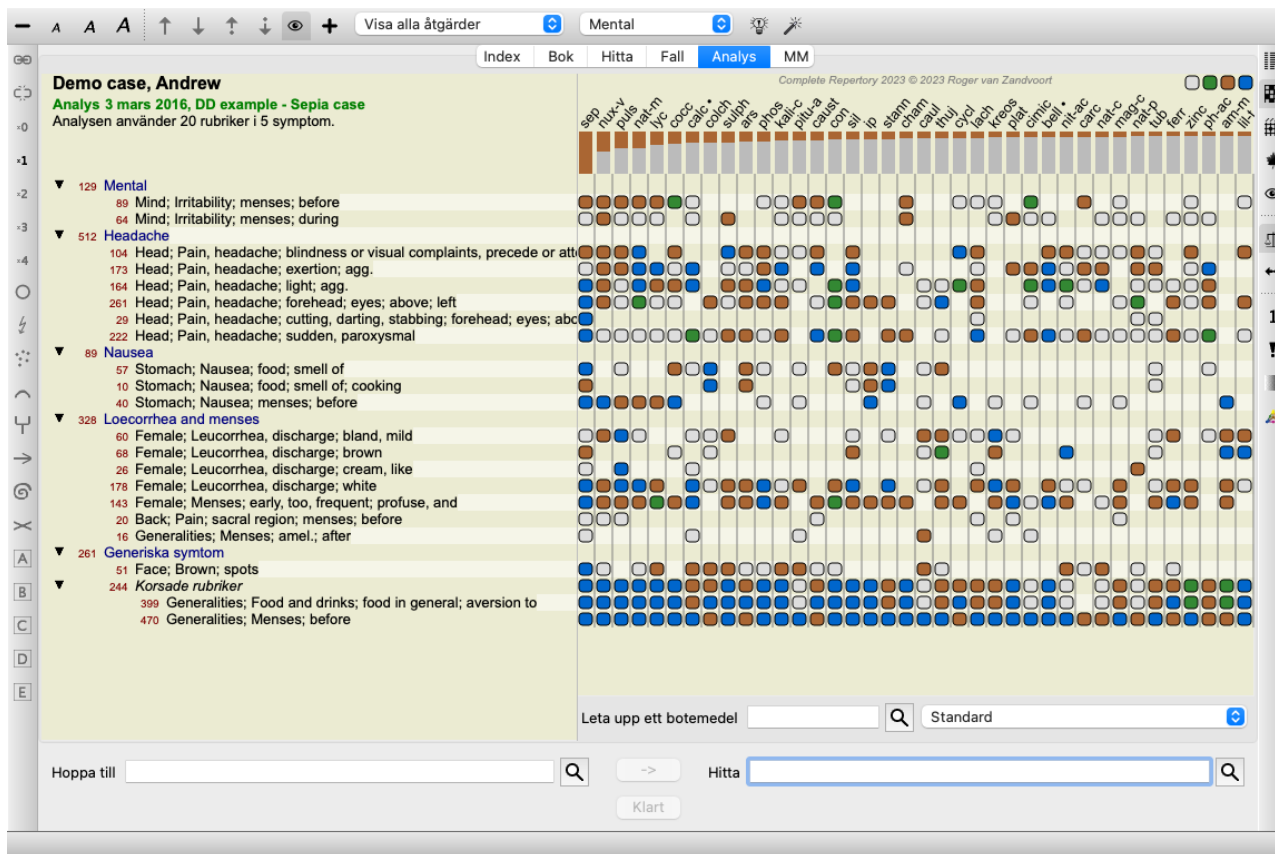 A A A Visa alla åtgärder Mental
Index Bok Hitta Fall Analys MM
Demo case, Andrew
Complete Repertory 2023 © 2023 Roger van Zandvoort
Analys 3 mars 2016, DD example - Sepia case
Analysen använder 20 rubriker i 5 symptom.
sep nux-v puls nat-m lyc cocc calc • colch sulph ars phos kali-c pitu-a caust con sil ip stann cham caul thuj cycl lach kreos plat cimic bell • nit-ac carc nat-c mag-c nat-p tub ferr zinc ph-ac am-m lil-t
x0
x1
x2
x3
x4
A
B
C
D
E
129 Mental
89 Mind; Irritability; menses; before
64 Mind; Irritability; menses; during
512 Headache
104 Head; Pain, headache; blindness or visual complaints, precede or atte
173 Head; Pain, headache; exertion; agg.
164 Head; Pain, headache; light; agg.
261 Head; Pain, headache; forehead; eyes; above; left
29 Head; Pain, headache; cutting, darting, stabbing; forehead; eyes; abo
222 Head; Pain, headache; sudden, paroxysmal
89 Nausea
57 Stomach; Nausea; food; smell of
10 Stomach; Nausea; food; smell of; cooking
40 Stomach; Nausea; menses; before
328 Loecorrhea and menses
60 Female; Leucorrhea, discharge; bland, mild
68 Female; Leucorrhea, discharge; brown
26 Female; Leucorrhea, discharge; cream, like
178 Female; Leucorrhea, discharge; white
143 Female; Menses; early, too, frequent; profuse, and
20 Back; Pain; sacral region; menses; before
16 Generalities; Menses; amel.; after
261 Generiska symtom
51 Face; Brown; spots
244 Korsade rubriker
399 Generalities; Food and drinks; food in general; aversion to
470 Generalities; Menses; before
Leta upp ett botemedel Standard
Hoppa till -> Hitta
Klart